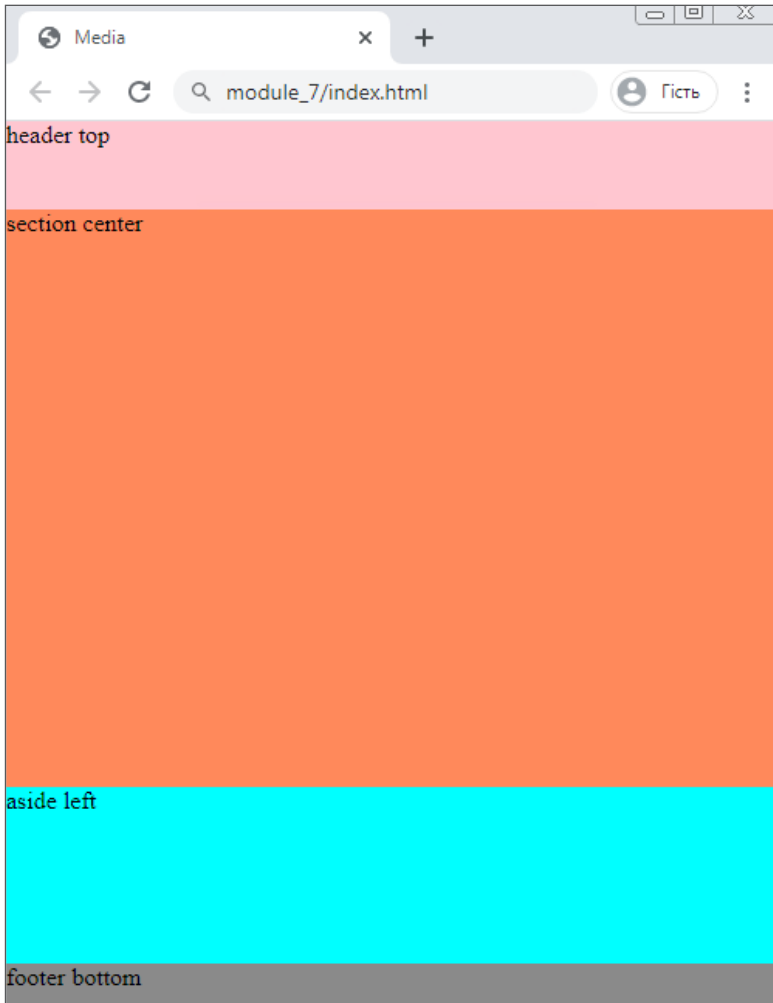 Media
module_7/index.html
Гість
header top
section center
aside left
footer bottom